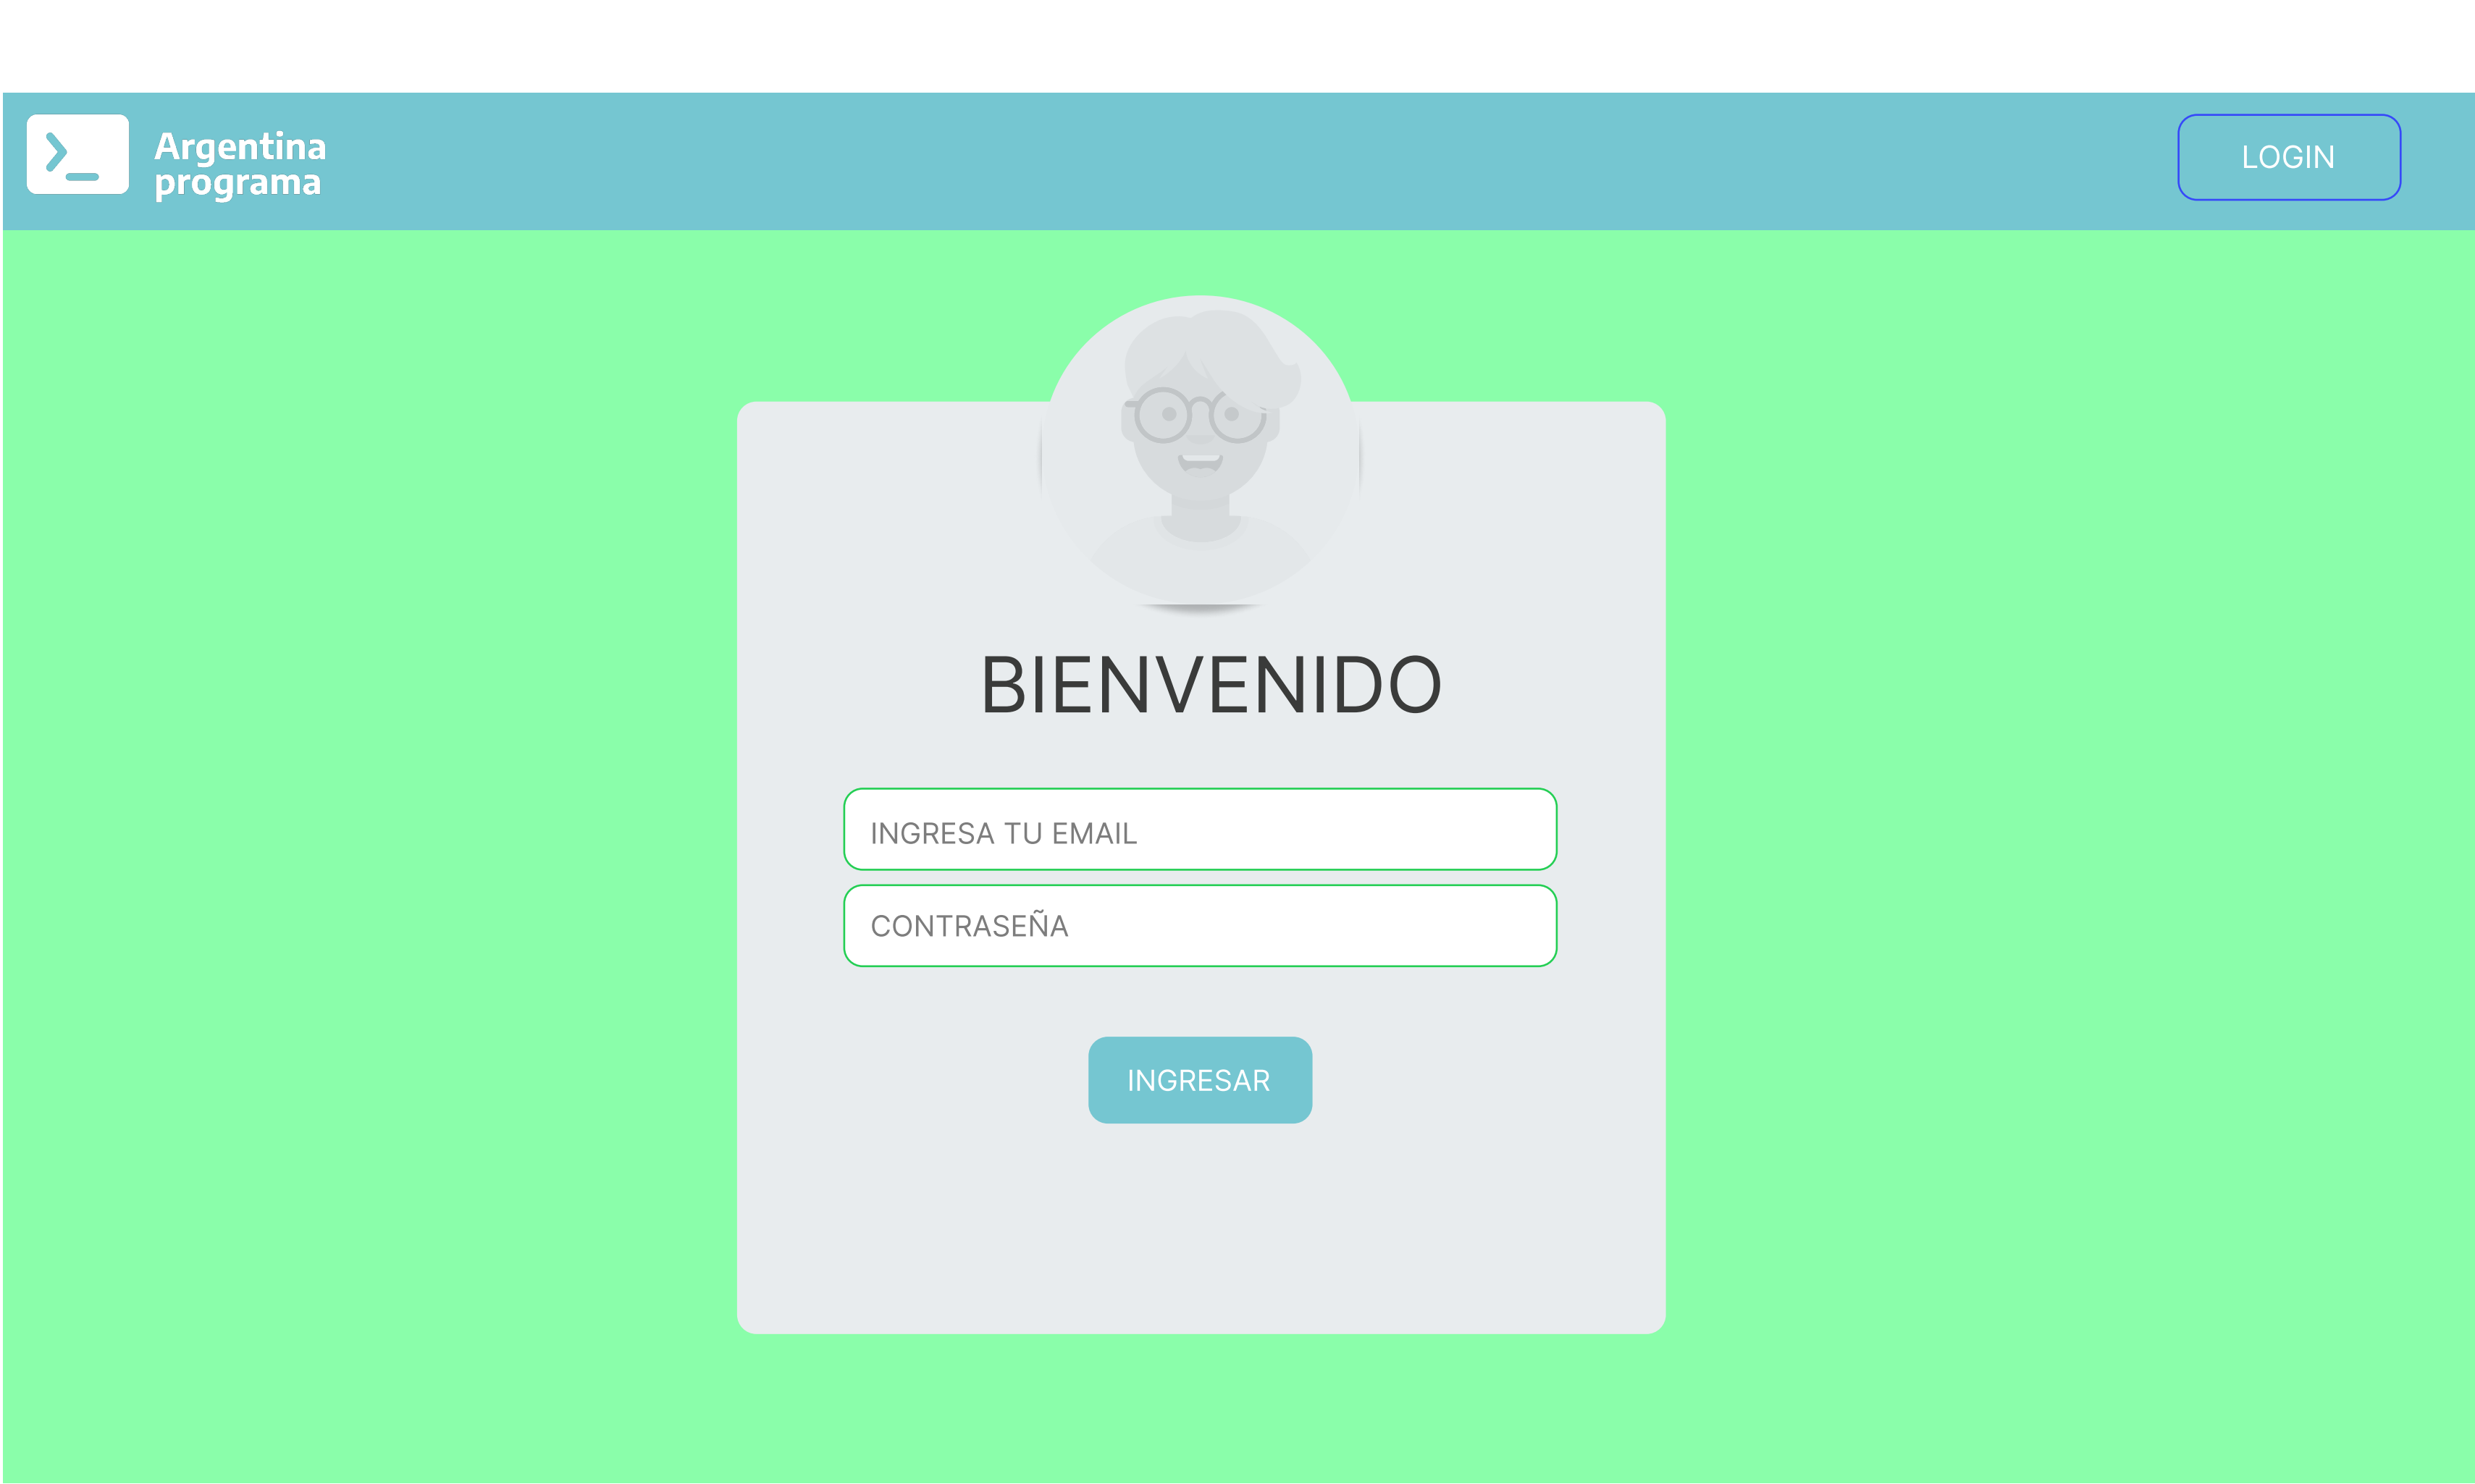 Argentina
programa
LOGIN
BIENVENIDO
INGRESA TU EMAIL
CONTRASEÑA
INGRESAR